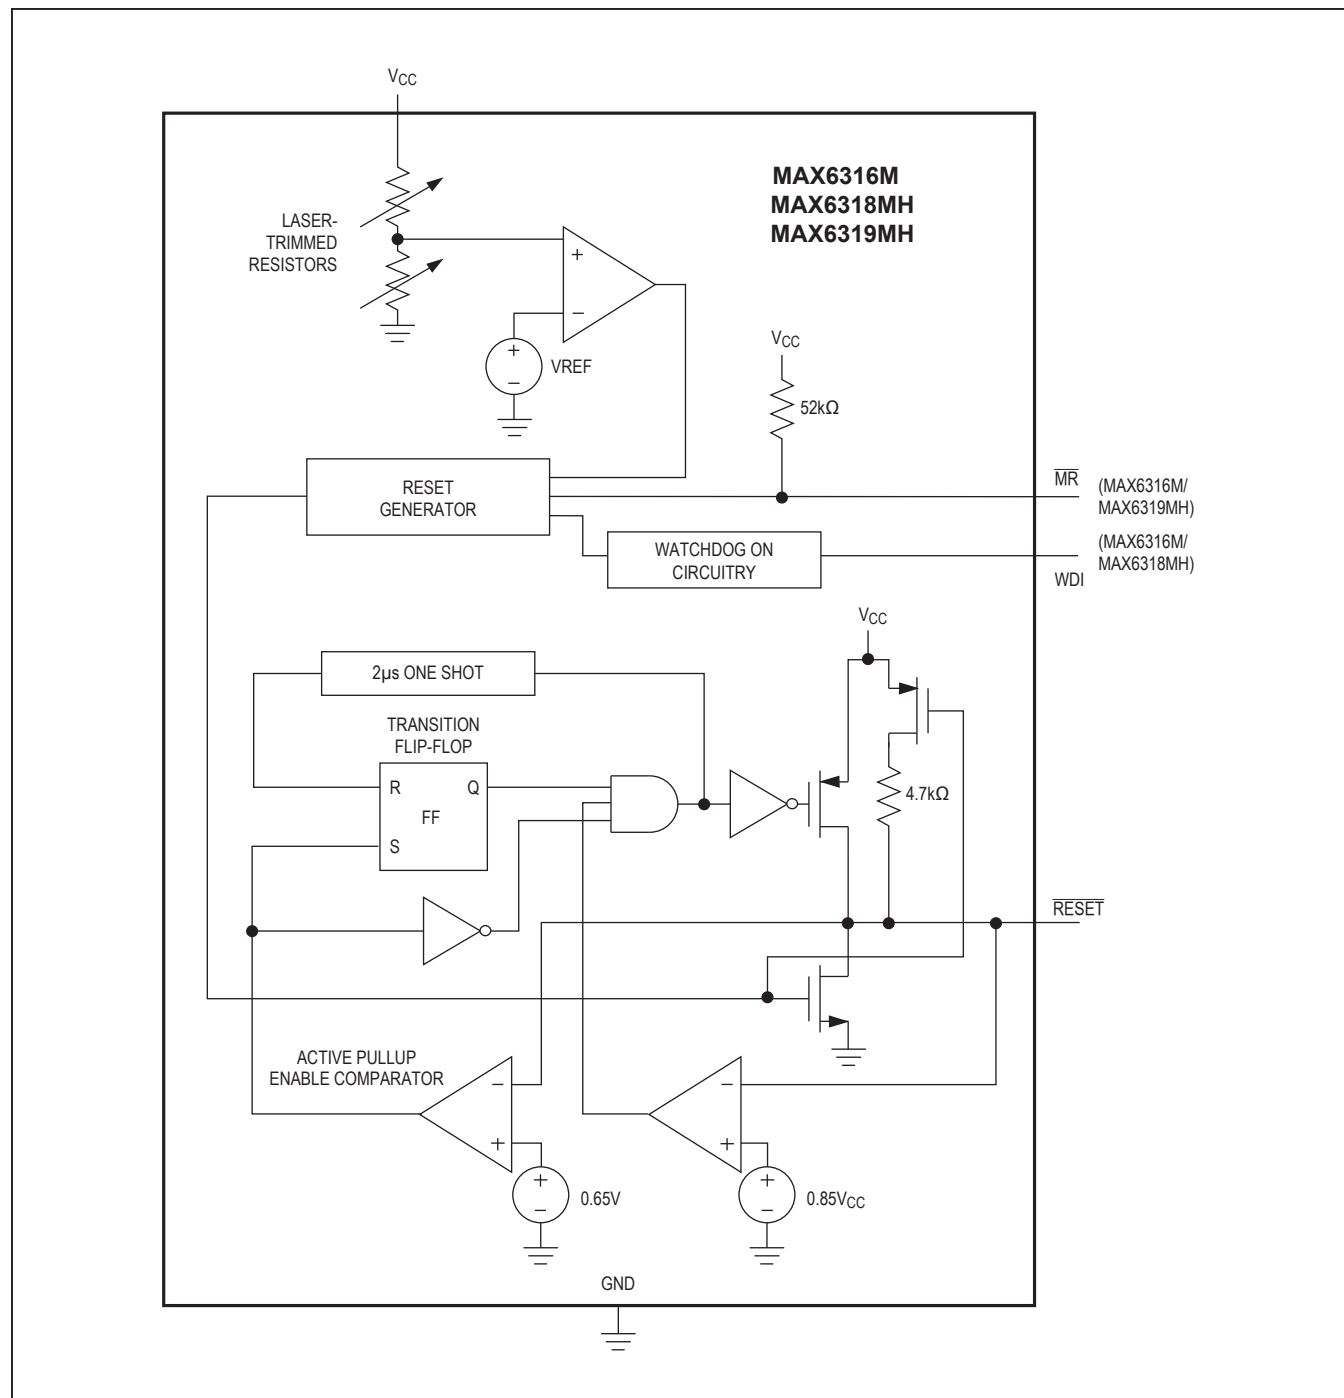 VCC
MAX6316M
MAX6318MH
MAX6319MH
LASER-
TRIMMED
RESISTORS
+
−
+
−
VREF
VCC
52kΩ
RESET
GENERATOR
MR
(MAX6316M/
MAX6319MH)
WATCHDOG ON
CIRCUITRY
WDI
(MAX6316M/
MAX6318MH)
VCC
2µs ONE SHOT
TRANSITION
FLIP-FLOP
R
Q
FF
S
4.7kΩ
RESET
ACTIVE PULLUP
ENABLE COMPARATOR
−
+
+
−
0.65V
−
+
+
−
0.85VCC
GND